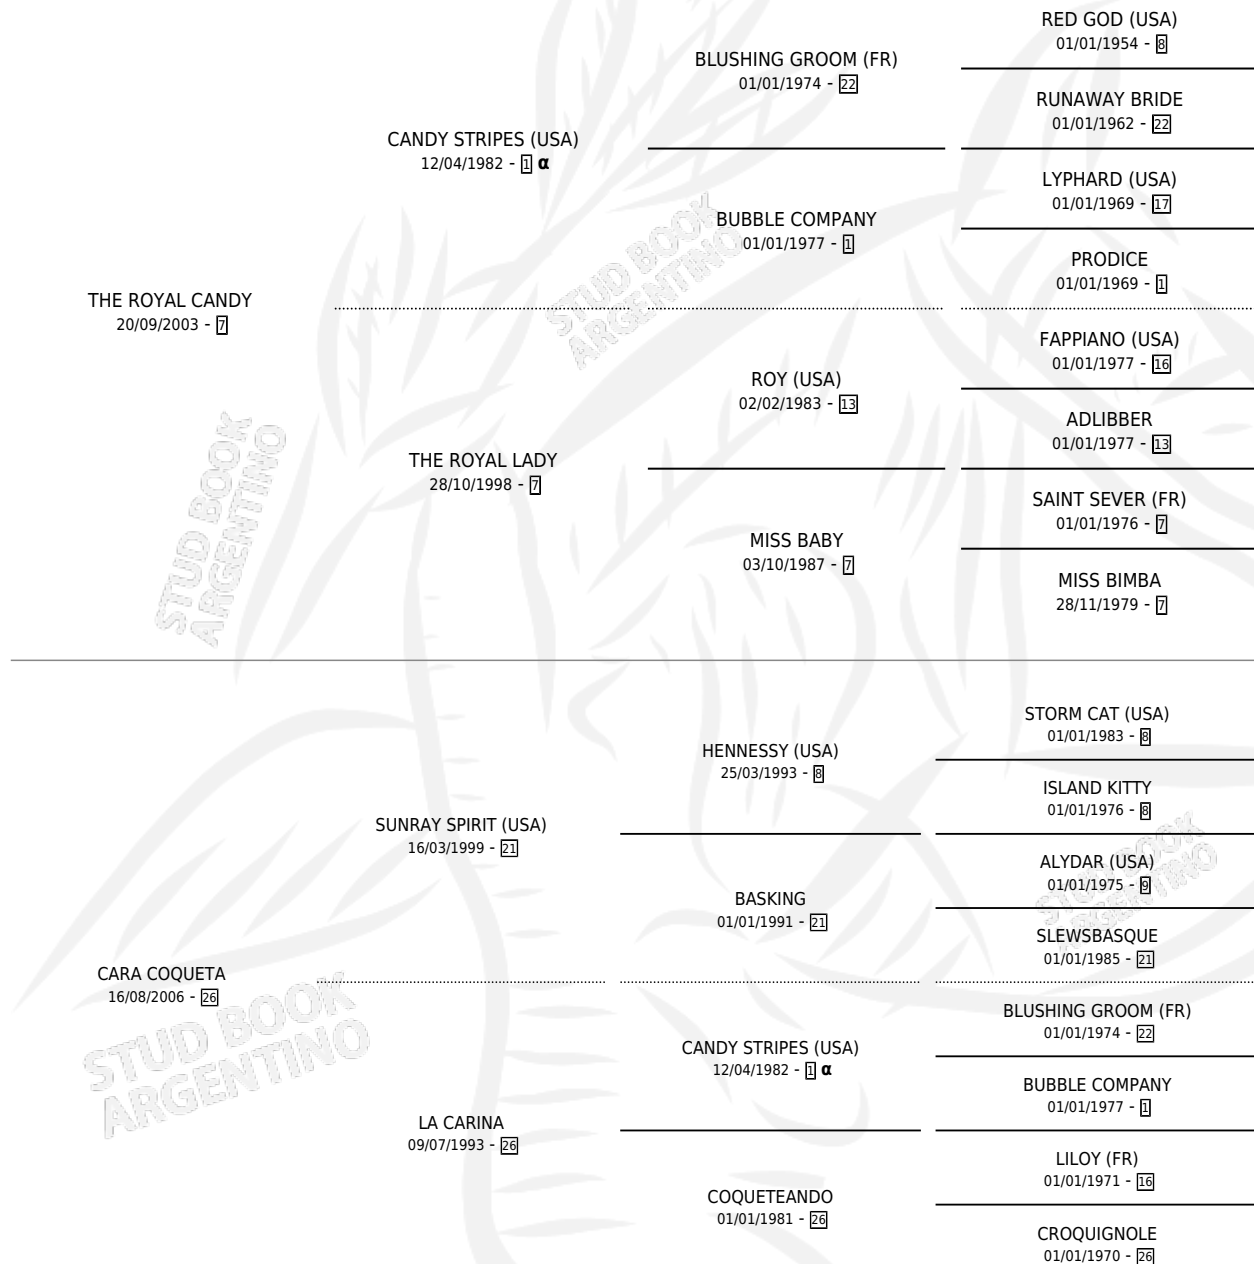 RED GOD (USA)
01/01/1954 - 8
BLUSHING GROOM (FR)
01/01/1974 - 22
RUNAWAY BRIDE
01/01/1962 - 22
CANDY STRIPES (USA)
12/04/1982 - 1 α
LYPHARD (USA)
01/01/1969 - 17
BUBBLE COMPANY
01/01/1977 - 1
PRODICE
01/01/1969 - 1
THE ROYAL CANDY
20/09/2003 - 7
FAPPIANO (USA)
01/01/1977 - 16
ROY (USA)
02/02/1983 - 13
ADLIBBER
01/01/1977 - 13
THE ROYAL LADY
28/10/1998 - 7
SAINT SEVER (FR)
01/01/1976 - 7
MISS BABY
03/10/1987 - 7
MISS BIMBA
28/11/1979 - 7
STUD BOOK
ARGENTINO
STUD BOOK
ARGENTINO
STORM CAT (USA)
01/01/1983 - 8
HENNESSY (USA)
25/03/1993 - 8
ISLAND KITTY
01/01/1976 - 8
SUNRAY SPIRIT (USA)
16/03/1999 - 21
ALYDAR (USA)
01/01/1975 - 9
BASKING
01/01/1991 - 21
SLEWSBASQUE
01/01/1985 - 21
CARA COQUETA
16/08/2006 - 26
BLUSHING GROOM (FR)
01/01/1974 - 22
CANDY STRIPES (USA)
12/04/1982 - 1 α
BUBBLE COMPANY
01/01/1977 - 1
LA CARINA
09/07/1993 - 26
LILOY (FR)
01/01/1971 - 16
COQUETEANDO
01/01/1981 - 26
CROQUIGNOLE
01/01/1970 - 26
STUD BOOK
ARGENTINO
STUD BOOK
ARGENTINO